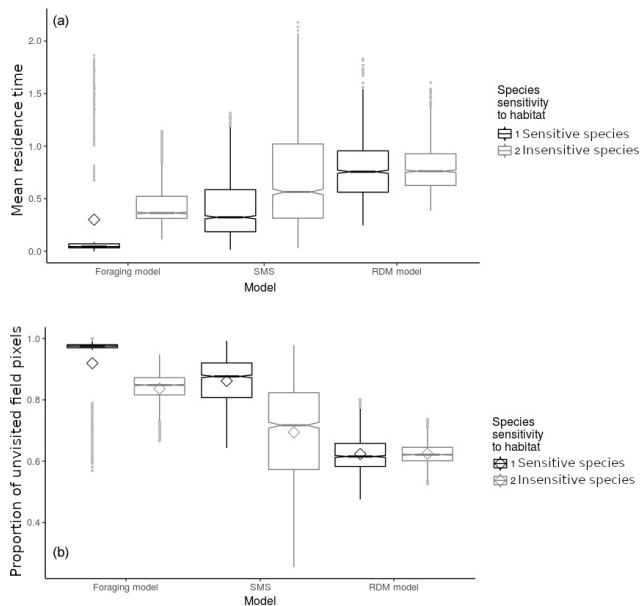 (a)
2.0
1.5
1.0
0.5
0.0
Mean residence time
Foraging model
SMS
RDM model
Model
Species
sensitivity
to habitat
1 Sensitive species
2 Insensitive species
1.0
0.8
0.6
0.4
Proportion of unvisited field pixels
(b)
Foraging model
SMS
RDM model
Model
Species
sensitivity
to habitat
1 Sensitive species
2 Insensitive species